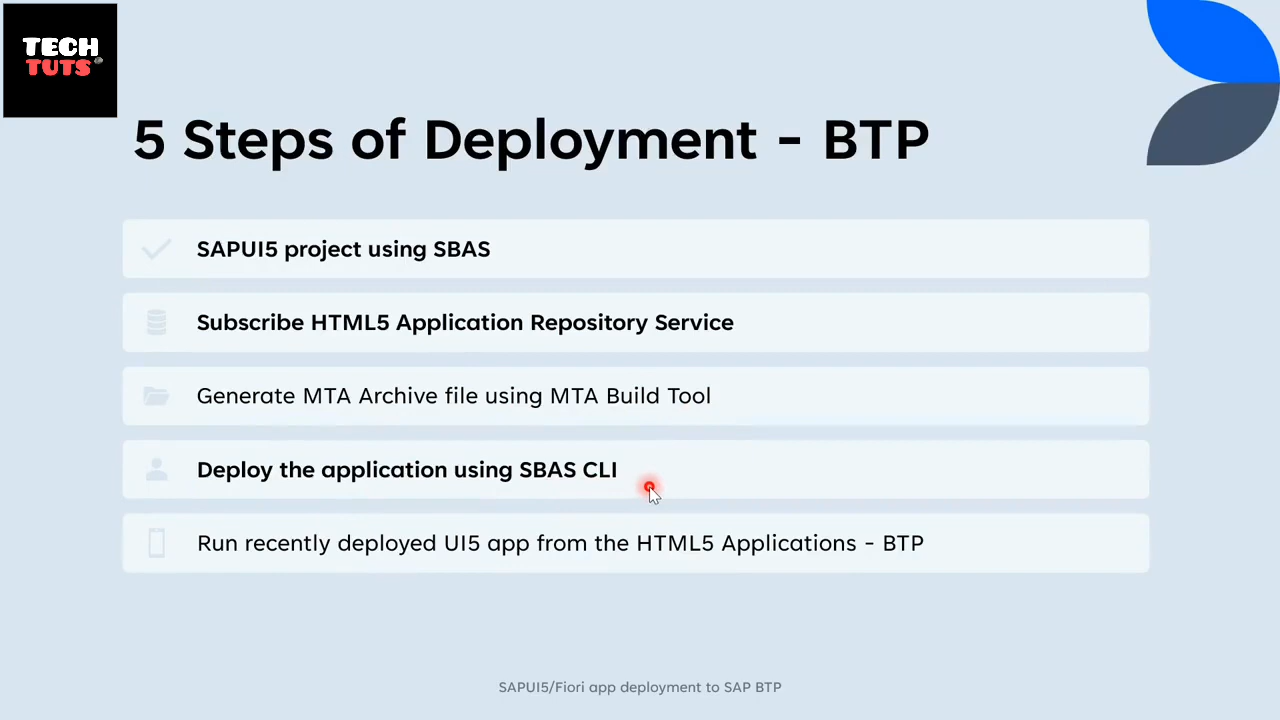 TECH
TUTS
5 Steps of Deployment - BTP
SAPUI5 project using SBAS
Subscribe HTML5 Application Repository Service
Generate MTA Archive file using MTA Build Tool
Deploy the application using SBAS CLI
Run recently deployed UI5 app from the HTML5 Applications - BTP
SAPUI5/Fiori app deployment to SAP BTP